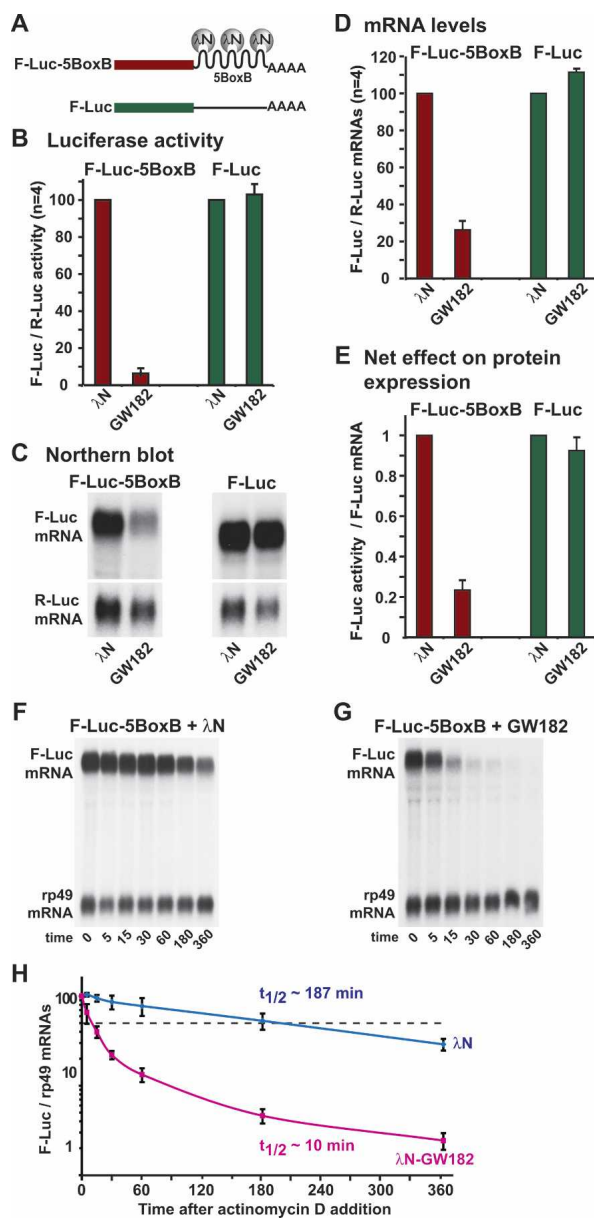 A
λN λN λN
F-Luc-5BoxB AAAA
5BoxB
F-Luc AAAA
B Luciferase activity
F-Luc-5BoxB F-Luc
F-Luc / R-Luc activity (n=4)
100
80
60
40
20
0
λN GW182 λN GW182
C Northern blot
F-Luc-5BoxB F-Luc
F-Luc
mRNA
R-Luc
mRNA
λN GW182 λN GW182
D mRNA levels
F-Luc-5BoxB F-Luc
F-Luc / R-Luc mRNAs (n=4)
120
100
80
60
40
20
0
λN GW182 λN GW182
E Net effect on protein
expression
F-Luc-5BoxB F-Luc
F-Luc activity / F-Luc mRNA
1
0.8
0.6
0.4
0.2
0
λN GW182 λN GW182
F F-Luc-5BoxB + λN
F-Luc
mRNA
rp49
mRNA
time 0 5 15 30 60 180 360
G F-Luc-5BoxB + GW182
F-Luc
mRNA
rp49
mRNA
time 0 5 15 30 60 180 360
H
F-Luc / rp49 mRNAs
100
10
1
t1/2 ~ 187 min
λN
t1/2 ~ 10 min
λN-GW182
0 60 120 180 240 300 360
Time after actinomycin D addition